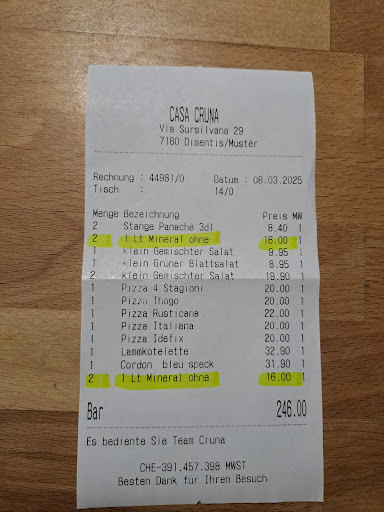 CASA CRUNA
Via Sursilvana 29
7180 Disentis/Muster
Rechnung : 44981/0 Datum : 08.03.2025
Tisch : 14/0
Menge Bezeichnung Preis MW
2 Stange Panaché 3dl 8.40 1
2 1 Lt Mineral ohne 16.00 1
1 klein Gemischter Salat 9.95 1
1 klein Grüner Blattsalat 8.95 1
2 klein Gemischter Salat 19.90 1
1 Pizza 4 Stagioni 20.00 1
1 Pizza Thogo 20.00 1
1 Pizza Rusticana 22.00 1
1 Pizza Italiana 20.00 1
1 Pizza Idefix 20.00 1
1 Lammkotelette 32.90 1
1 Cordon bleu speck 31.90 1
2 1 Lt Mineral ohne 16.00 1
Bar 246.00
Es bediente Sie Team Cruna
CHE-391.457.398 MWST
Besten Dank für Ihren Besuch